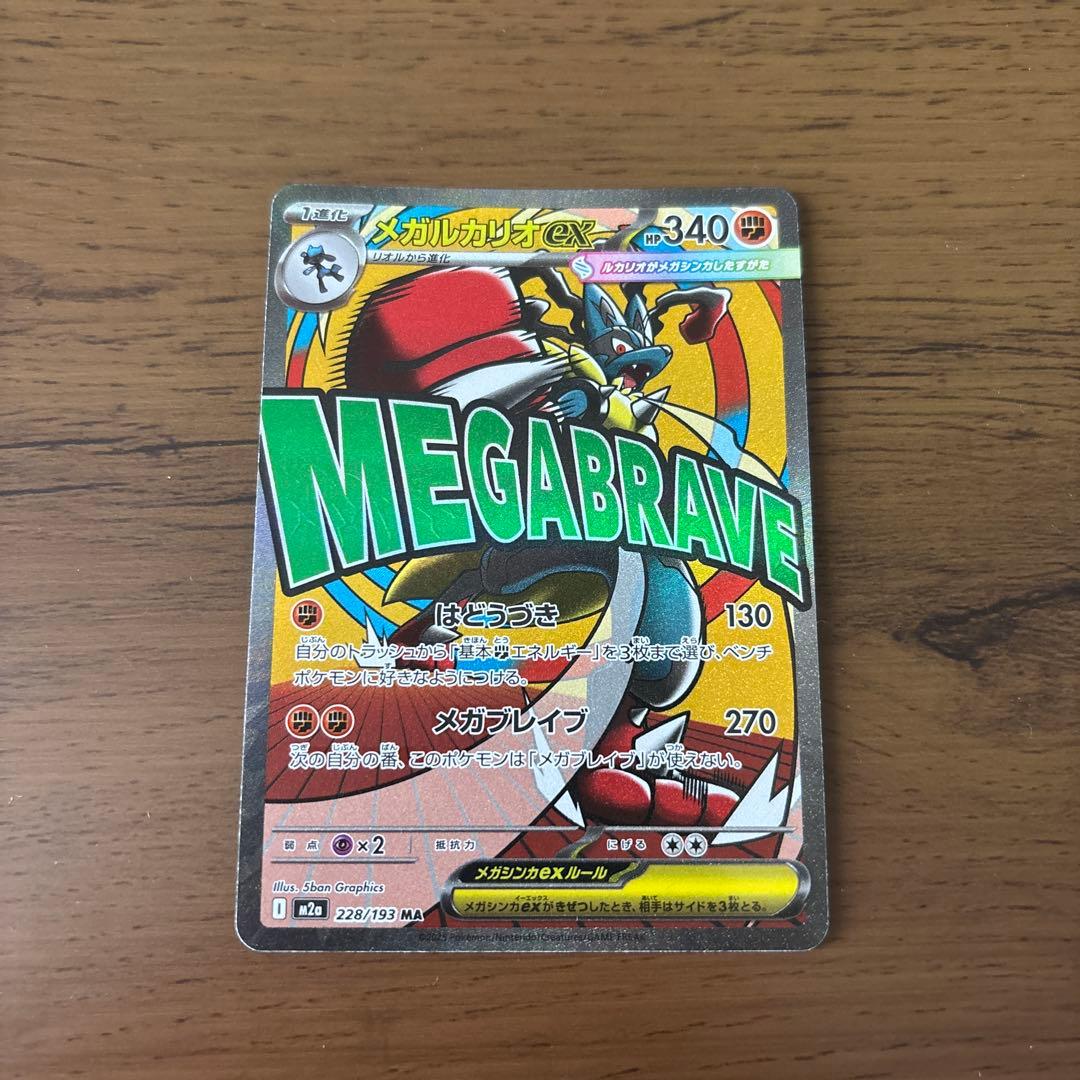 1進化
メガルカリオex
HP340
リオルから進化
ルカリオがメガシンカしたすがた
MEGABRAVE
はどうづき 130
自分のトラッシュから「基本エネルギー」を3枚まで選び、ベンチ
ポケモンに好きなようにつける。
メガブレイブ 270
次の自分の番、このポケモンは「メガブレイブ」が使えない。
弱点 ×2 抵抗力 にげる
メガシンカexルール
メガシンカexがきぜつしたとき、相手はサイドを3枚とる。
Illus. 5ban Graphics
I m2a 228/193 MA
©2025 Pokémon/Nintendo/Creatures/GAME FREAK